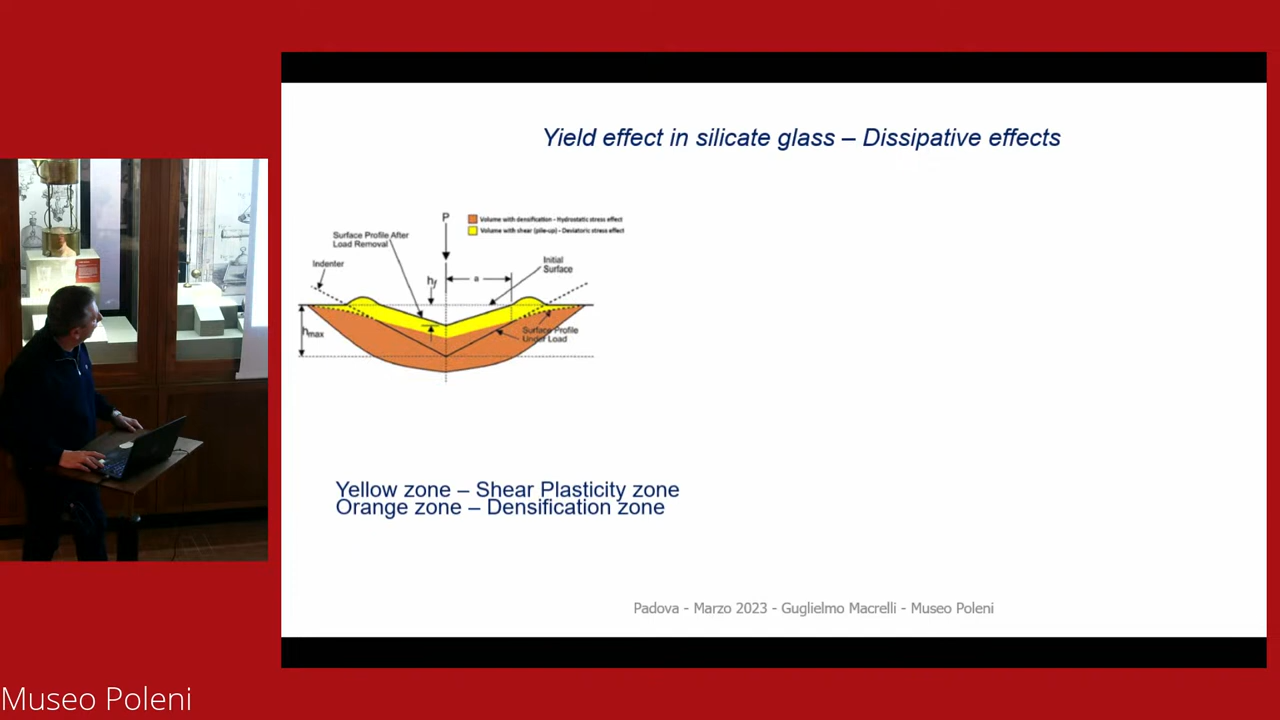 Yield effect in silicate glass – Dissipative effects
P
Volume with densification - Hydrostatic stress effect
Volume with shear (pile-up) - Deviatoric stress effect
Surface Profile After
Load Removal
Indenter
Initial
Surface
hf
a
hmax
Surface Profile
Under Load
Yellow zone – Shear Plasticity zone
Orange zone – Densification zone
Padova - Marzo 2023 - Guglielmo Macrelli - Museo Poleni
Museo Poleni